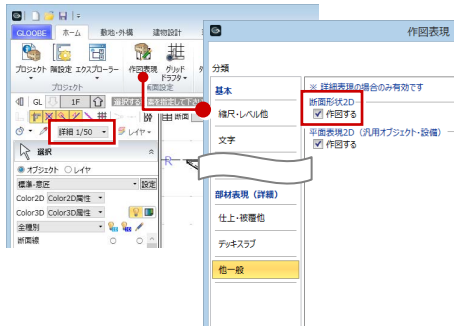 GLOOBE ホーム 敷地・外構 建物設計
プロジェクト 階設定 エクスプローラー 作図表現 グリッド ドラフタ
プロジェクト
GL 1F
詳細 1/50 レイヤー
断面
選択
オブジェクト レイヤ
標準-意匠 設定
Color2D Color2D属性
Color3D Color3D属性
全種別
断面線
R
作図表現
分類
基本
縮尺・レベル他
文字
部材表現（詳細）
仕上・被覆他
デッキスラブ
他一般
※ 詳細表現の場合のみ有効です
断面形状2D
作図する
平面表現2D（汎用オブジェクト・設備）
作図する